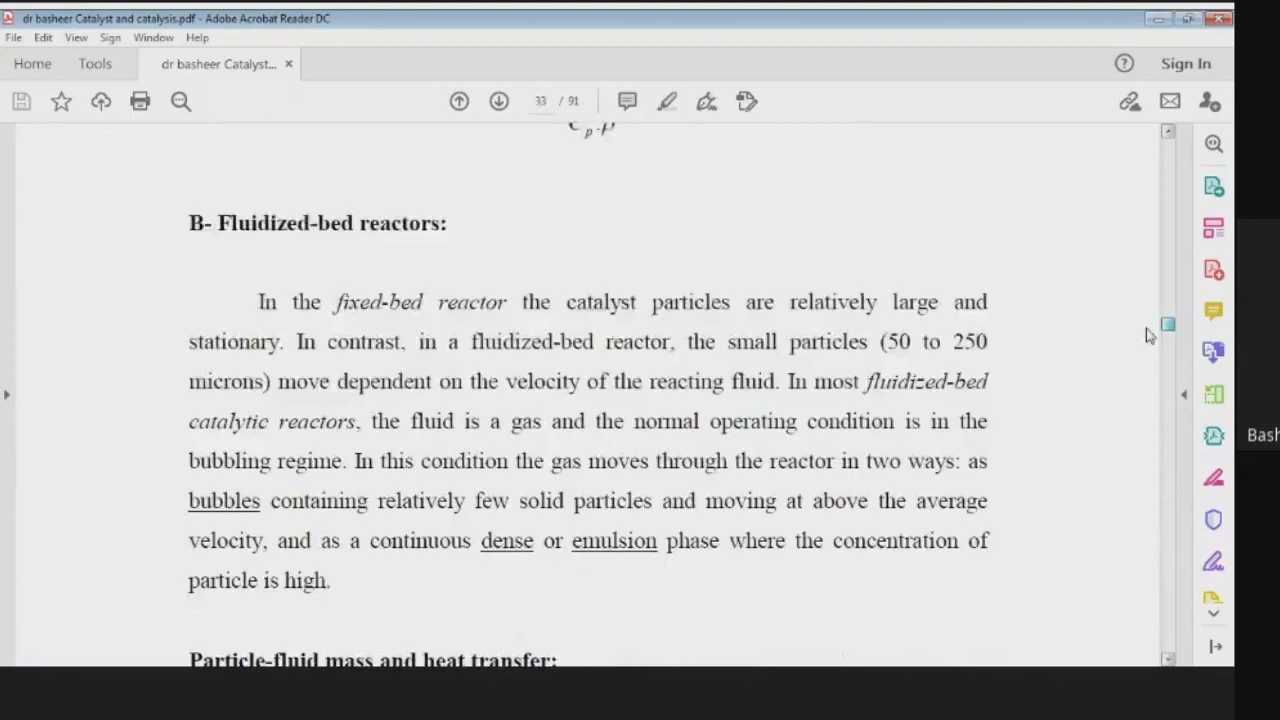 dr basheer Catalyst and catalysis.pdf - Adobe Acrobat Reader DC
File Edit View Sign Window Help
Home Tools dr basheer Catalyst... × Sign In
33 / 91
B- Fluidized-bed reactors:
In the fixed-bed reactor the catalyst particles are relatively large and
stationary. In contrast, in a fluidized-bed reactor, the small particles (50 to 250
microns) move dependent on the velocity of the reacting fluid. In most fluidized-bed
catalytic reactors, the fluid is a gas and the normal operating condition is in the
bubbling regime. In this condition the gas moves through the reactor in two ways: as
bubbles containing relatively few solid particles and moving at above the average
velocity, and as a continuous dense or emulsion phase where the concentration of
particle is high.
Particle-fluid mass and heat transfer:
Bash